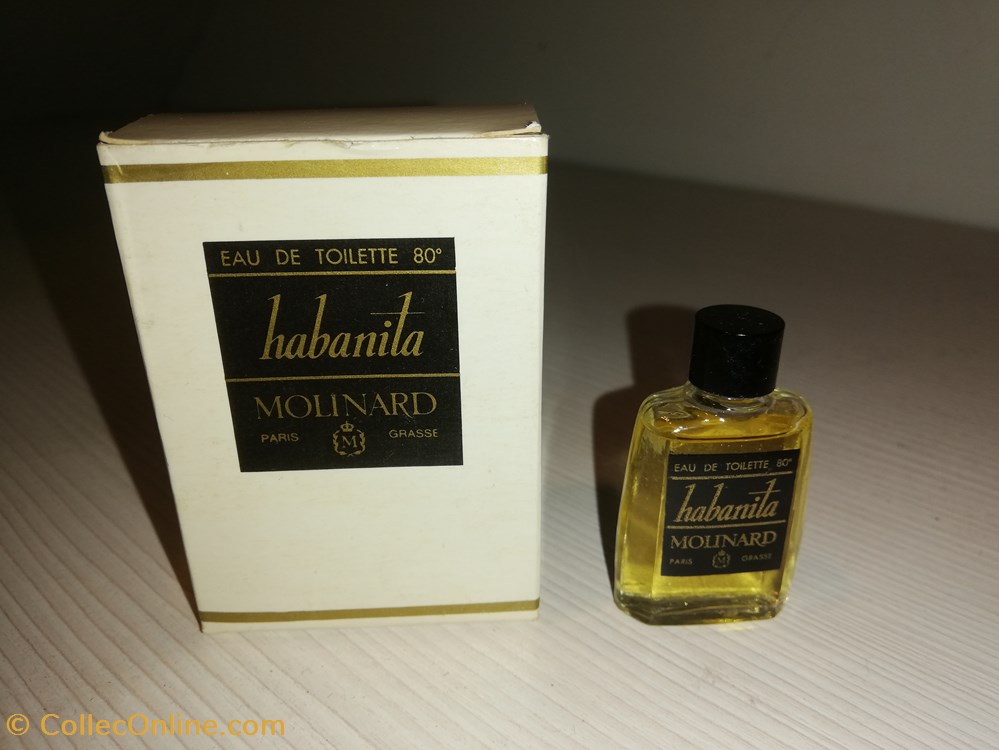 EAU DE TOILETTE 80°
habanita
MOLINARD
PARIS M GRASSE
EAU DE TOILETTE 80°
habanita
MOLINARD
PARIS M GRASSE
© CollecOnline.com